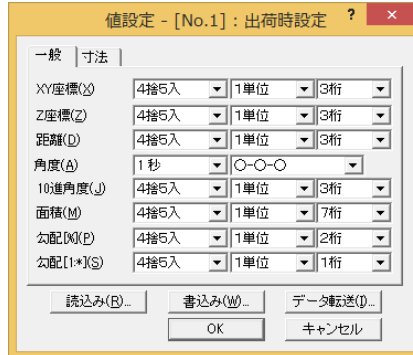 値設定 - [No.1] : 出荷時設定 ? ×
一般 寸法
XY座標(X) 4捨5入 1単位 3桁
Z座標(Z) 4捨5入 1単位 3桁
距離(D) 4捨5入 1単位 3桁
角度(A) 1秒 ○-○-○
10進角度(J) 4捨5入 1単位 3桁
面積(M) 4捨5入 1単位 7桁
勾配[%](P) 4捨5入 1単位 2桁
勾配[1:*](S) 4捨5入 1単位 1桁
読込み(R)... 書込み(W)... データ転送(I)...
OK キャンセル